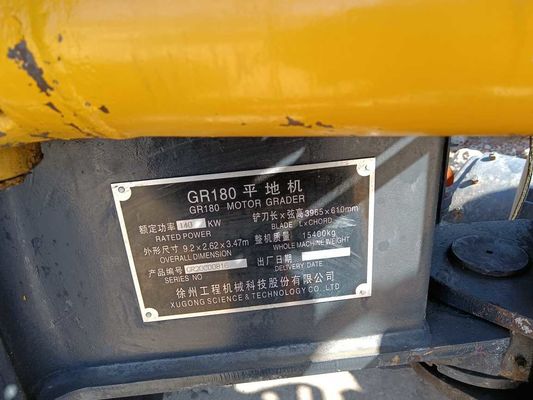 GR180 平地机
GR180 MOTOR GRADER
额定功率 140 KW 铲刀长×弦高 3965×610mm
RATED POWER BLADE L×CHORD
外形尺寸 9.2×2.62×3.47m 整机质量 15400kg
OVERALL DIMENSION WHOLE MACHINE WEIGHT
产品编号 出厂日期
SERIES NO DELIVERY DATE
徐州工程机械科技股份有限公司
XUGONG SCIENCE & TECHNOLOGY CO.,LTD